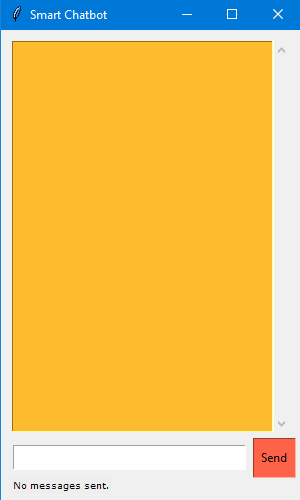 Smart Chatbot
Send
No messages sent.